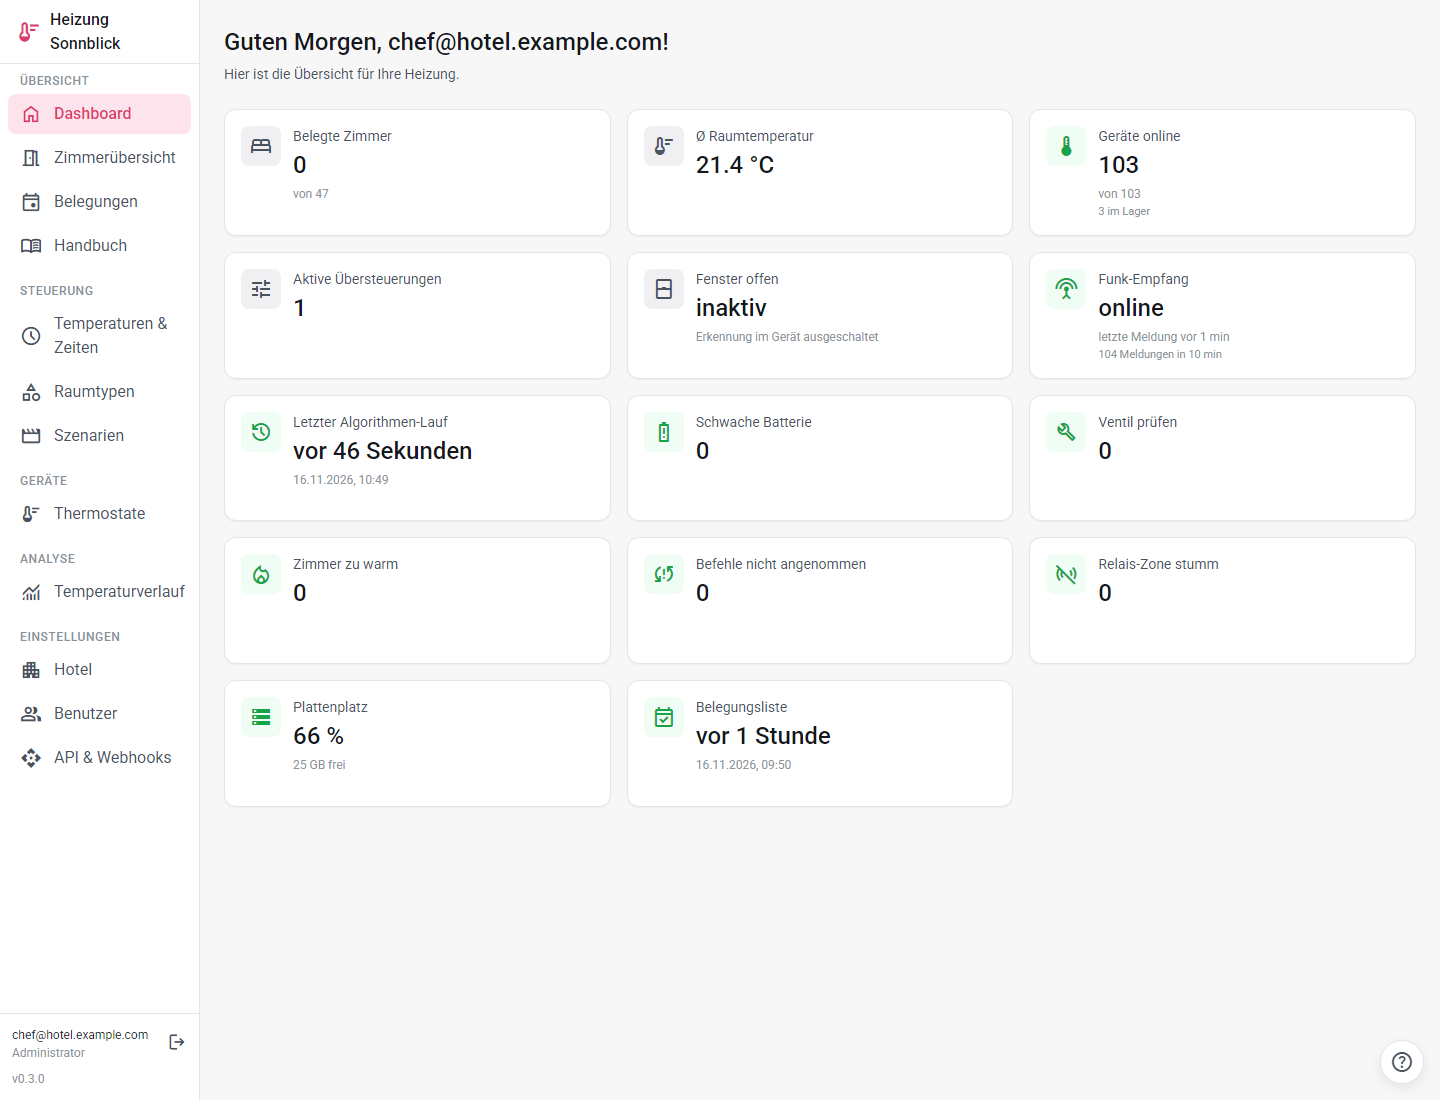 Heizung
Sonnblick
ÜBERSICHT
Dashboard
Zimmerübersicht
Belegungen
Handbuch
STEUERUNG
Temperaturen &
Zeiten
Raumtypen
Szenarien
GERÄTE
Thermostate
ANALYSE
Temperaturverlauf
EINSTELLUNGEN
Hotel
Benutzer
API & Webhooks
chef@hotel.example.com
Administrator
v0.3.0
Guten Morgen, chef@hotel.example.com!
Hier ist die Übersicht für Ihre Heizung.
Belegte Zimmer
0
von 47
Ø Raumtemperatur
21.4 °C
Geräte online
103
von 103
3 im Lager
Aktive Übersteuerungen
1
Fenster offen
inaktiv
Erkennung im Gerät ausgeschaltet
Funk-Empfang
online
letzte Meldung vor 1 min
104 Meldungen in 10 min
Letzter Algorithmen-Lauf
vor 46 Sekunden
16.11.2026, 10:49
Schwache Batterie
0
Ventil prüfen
0
Zimmer zu warm
0
Befehle nicht angenommen
0
Relais-Zone stumm
0
Plattenplatz
66 %
25 GB frei
Belegungsliste
vor 1 Stunde
16.11.2026, 09:50